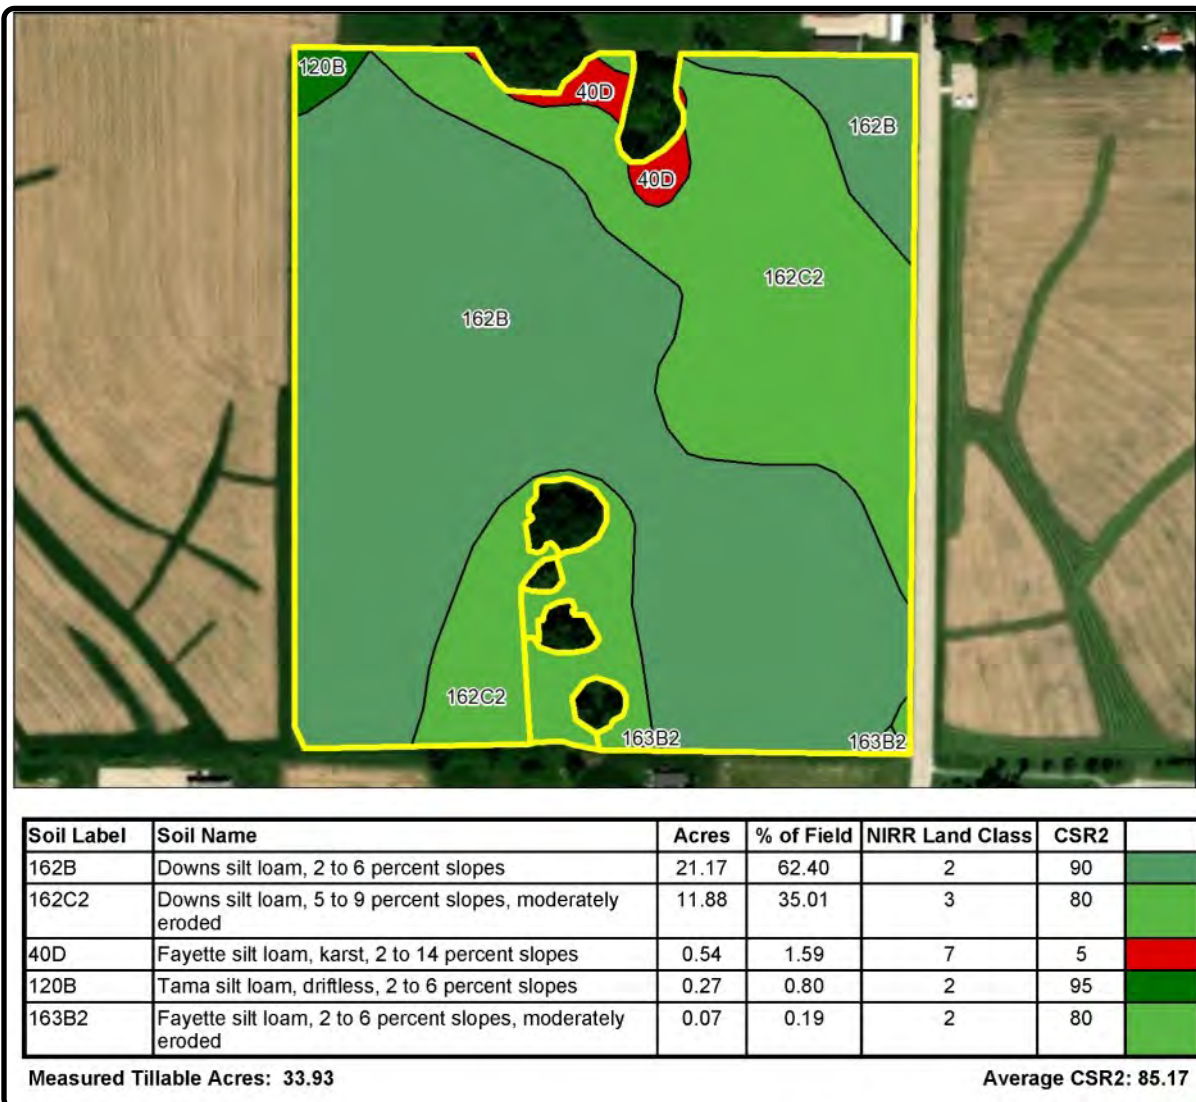 120B
40D
162B
40D
162C2
162B
162C2
163B2
163B2
Soil Label Soil Name Acres % of Field NIRR Land Class CSR2
162B Downs silt loam, 2 to 6 percent slopes 21.17 62.40 2 90
162C2 Downs silt loam, 5 to 9 percent slopes, moderately 11.88 35.01 3 80
eroded
40D Fayette silt loam, karst, 2 to 14 percent slopes 0.54 1.59 7 5
120B Tama silt loam, driftless, 2 to 6 percent slopes 0.27 0.80 2 95
163B2 Fayette silt loam, 2 to 6 percent slopes, moderately 0.07 0.19 2 80
eroded
Measured Tillable Acres: 33.93 Average CSR2: 85.17